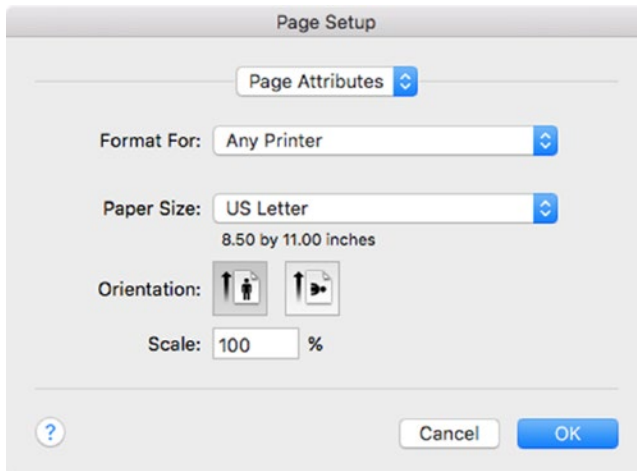 Page Setup
Page Attributes
Format For: Any Printer
Paper Size: US Letter
8.50 by 11.00 inches
Orientation:
Scale: 100 %
? Cancel OK